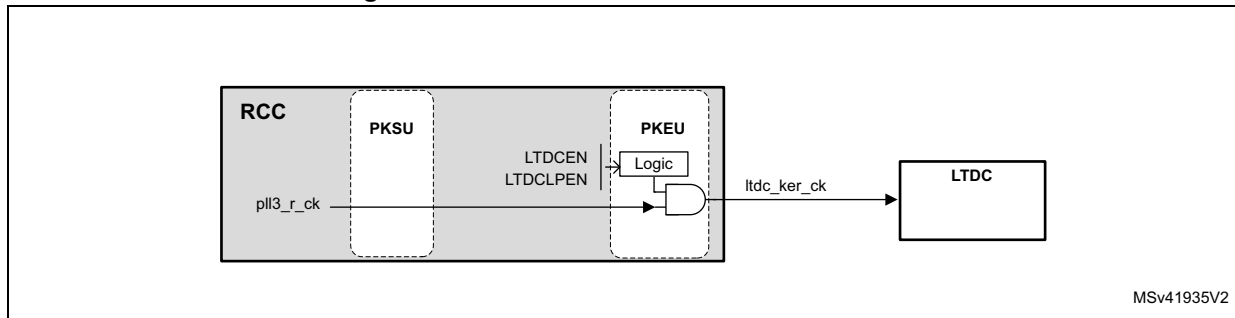 RCC
PKSU
PKEU
LTDCEN
LTDCLPEN
Logic
pll3_r_ck
ltdc_ker_ck
LTDC
MSv41935V2